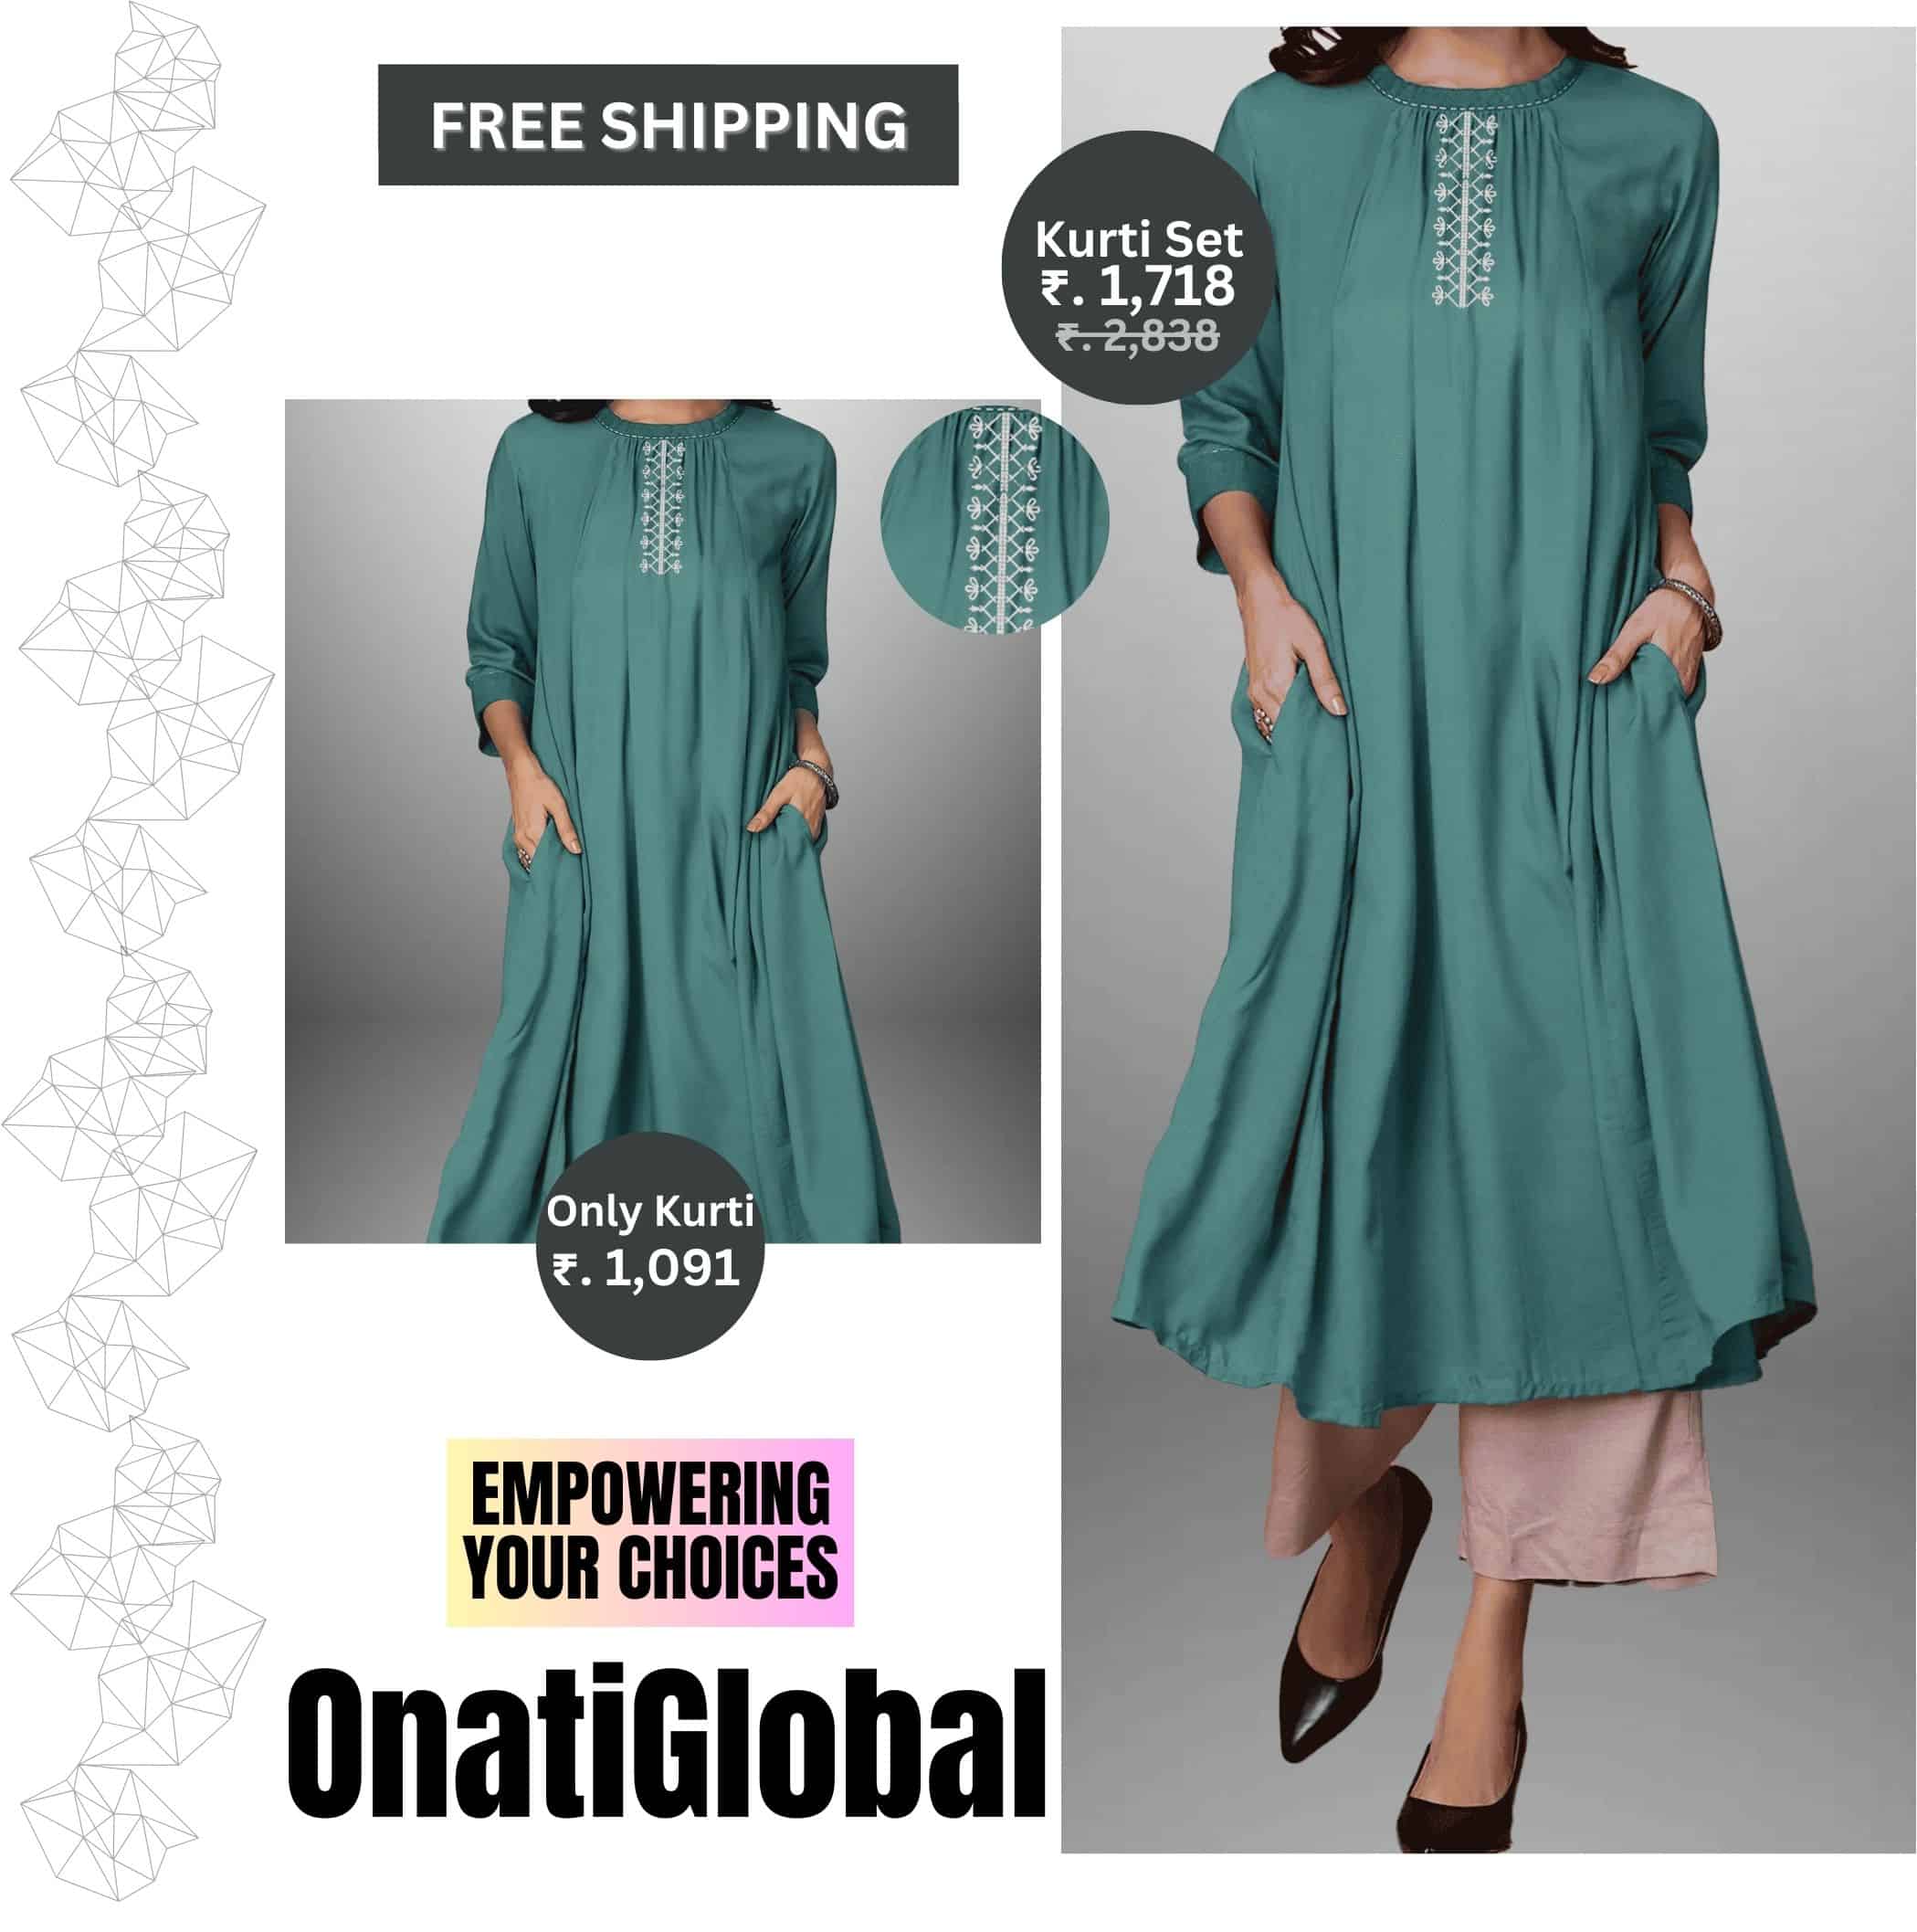 FREE SHIPPING
Kurti Set
₹. 1,718
₹. 2,838
Only Kurti
₹. 1,091
EMPOWERING
YOUR CHOICES
OnatiGlobal